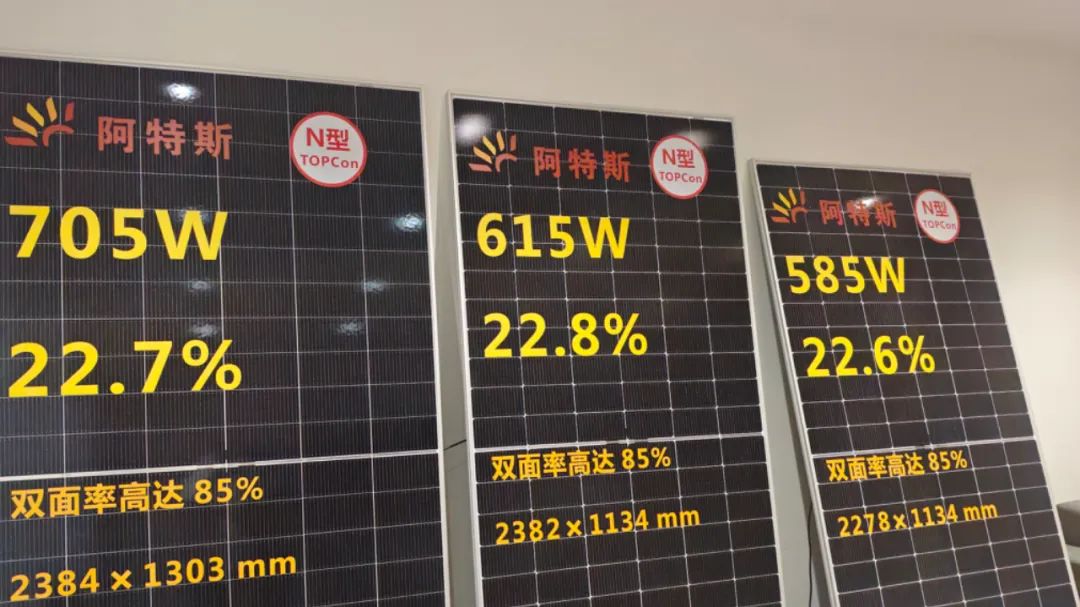 阿特斯
N型
TOPCon
705W
22.7%
双面率高达 85%
2384×1303 mm
阿特斯
N型
TOPCon
615W
22.8%
双面率高达 85%
2382×1134 mm
阿特斯
N型
TOPCon
585W
22.6%
双面率高达 85%
2278×1134 mm